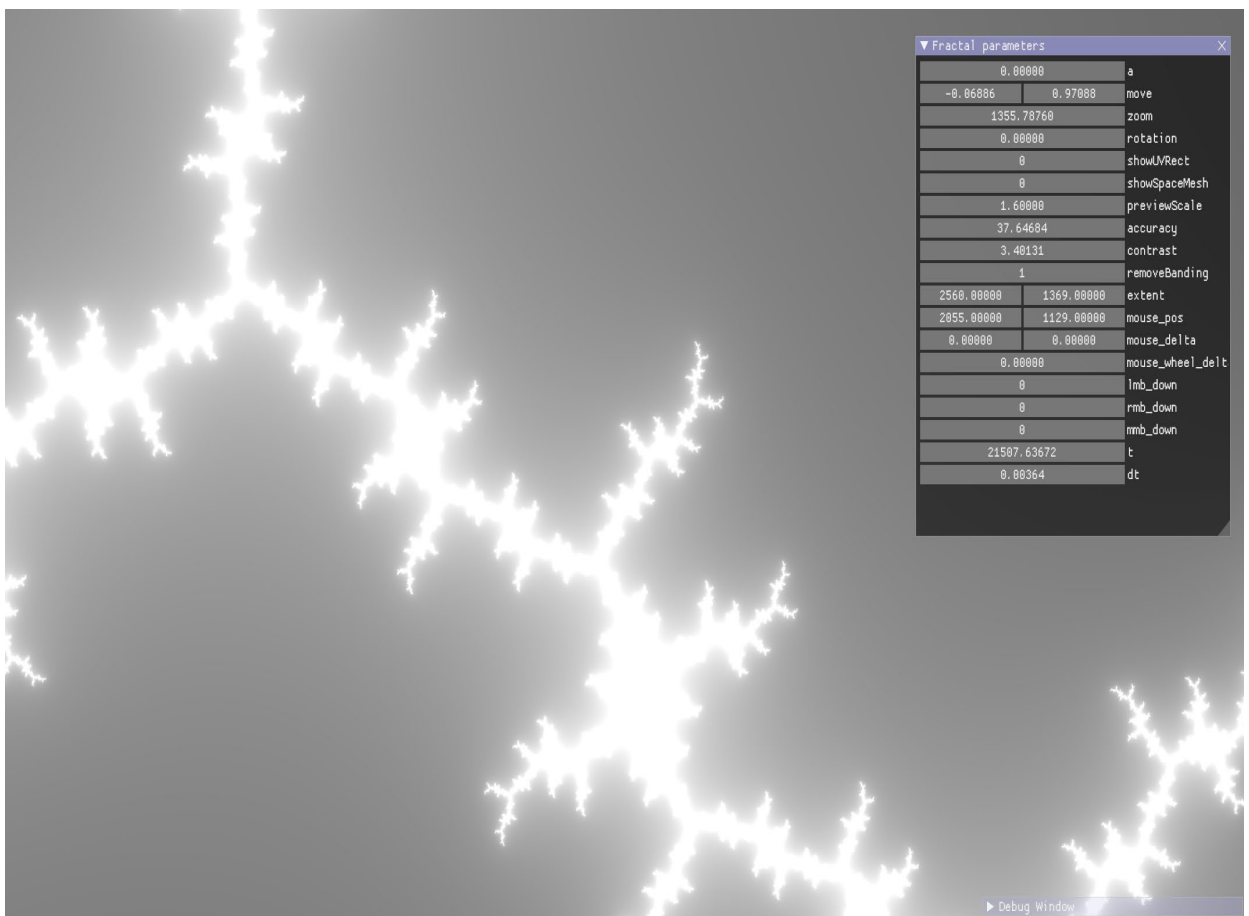 ▼ Fractal parameters X
0.00000 a
-0.06886 0.97088 move
1355.78760 zoom
0.00000 rotation
0 showUVRect
0 showSpaceMesh
1.60000 previewScale
37.64684 accuracy
3.40131 contrast
1 removeBanding
2560.00000 1369.00000 extent
2055.00000 1129.00000 mouse_pos
0.00000 0.00000 mouse_delta
0.00000 mouse_wheel_delt
0 lmb_down
0 rmb_down
0 mmb_down
21507.63672 t
0.00364 dt
▶ Debug Window